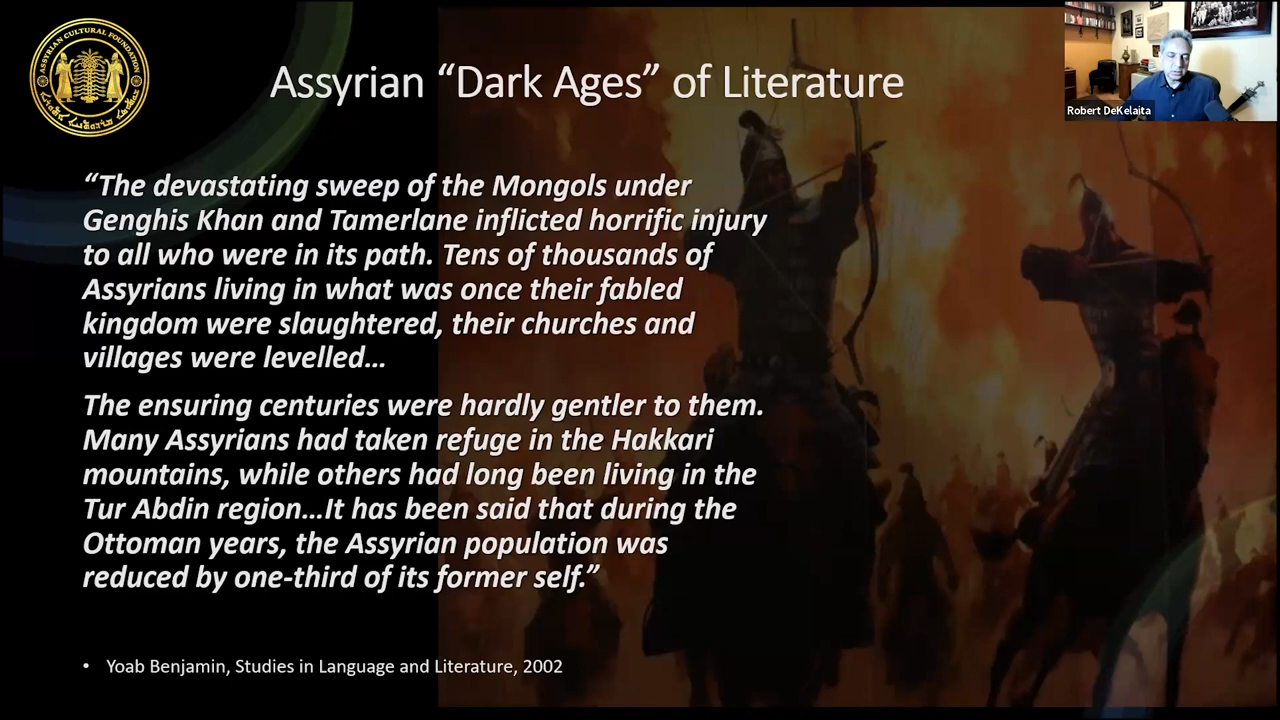 ASSYRIAN CULTURAL FOUNDATION
Assyrian “Dark Ages” of Literature
Robert DeKelaita
“The devastating sweep of the Mongols under
Genghis Khan and Tamerlane inflicted horrific injury
to all who were in its path. Tens of thousands of
Assyrians living in what was once their fabled
kingdom were slaughtered, their churches and
villages were levelled…
The ensuring centuries were hardly gentler to them.
Many Assyrians had taken refuge in the Hakkari
mountains, while others had long been living in the
Tur Abdin region…It has been said that during the
Ottoman years, the Assyrian population was
reduced by one-third of its former self.”
• Yoab Benjamin, Studies in Language and Literature, 2002